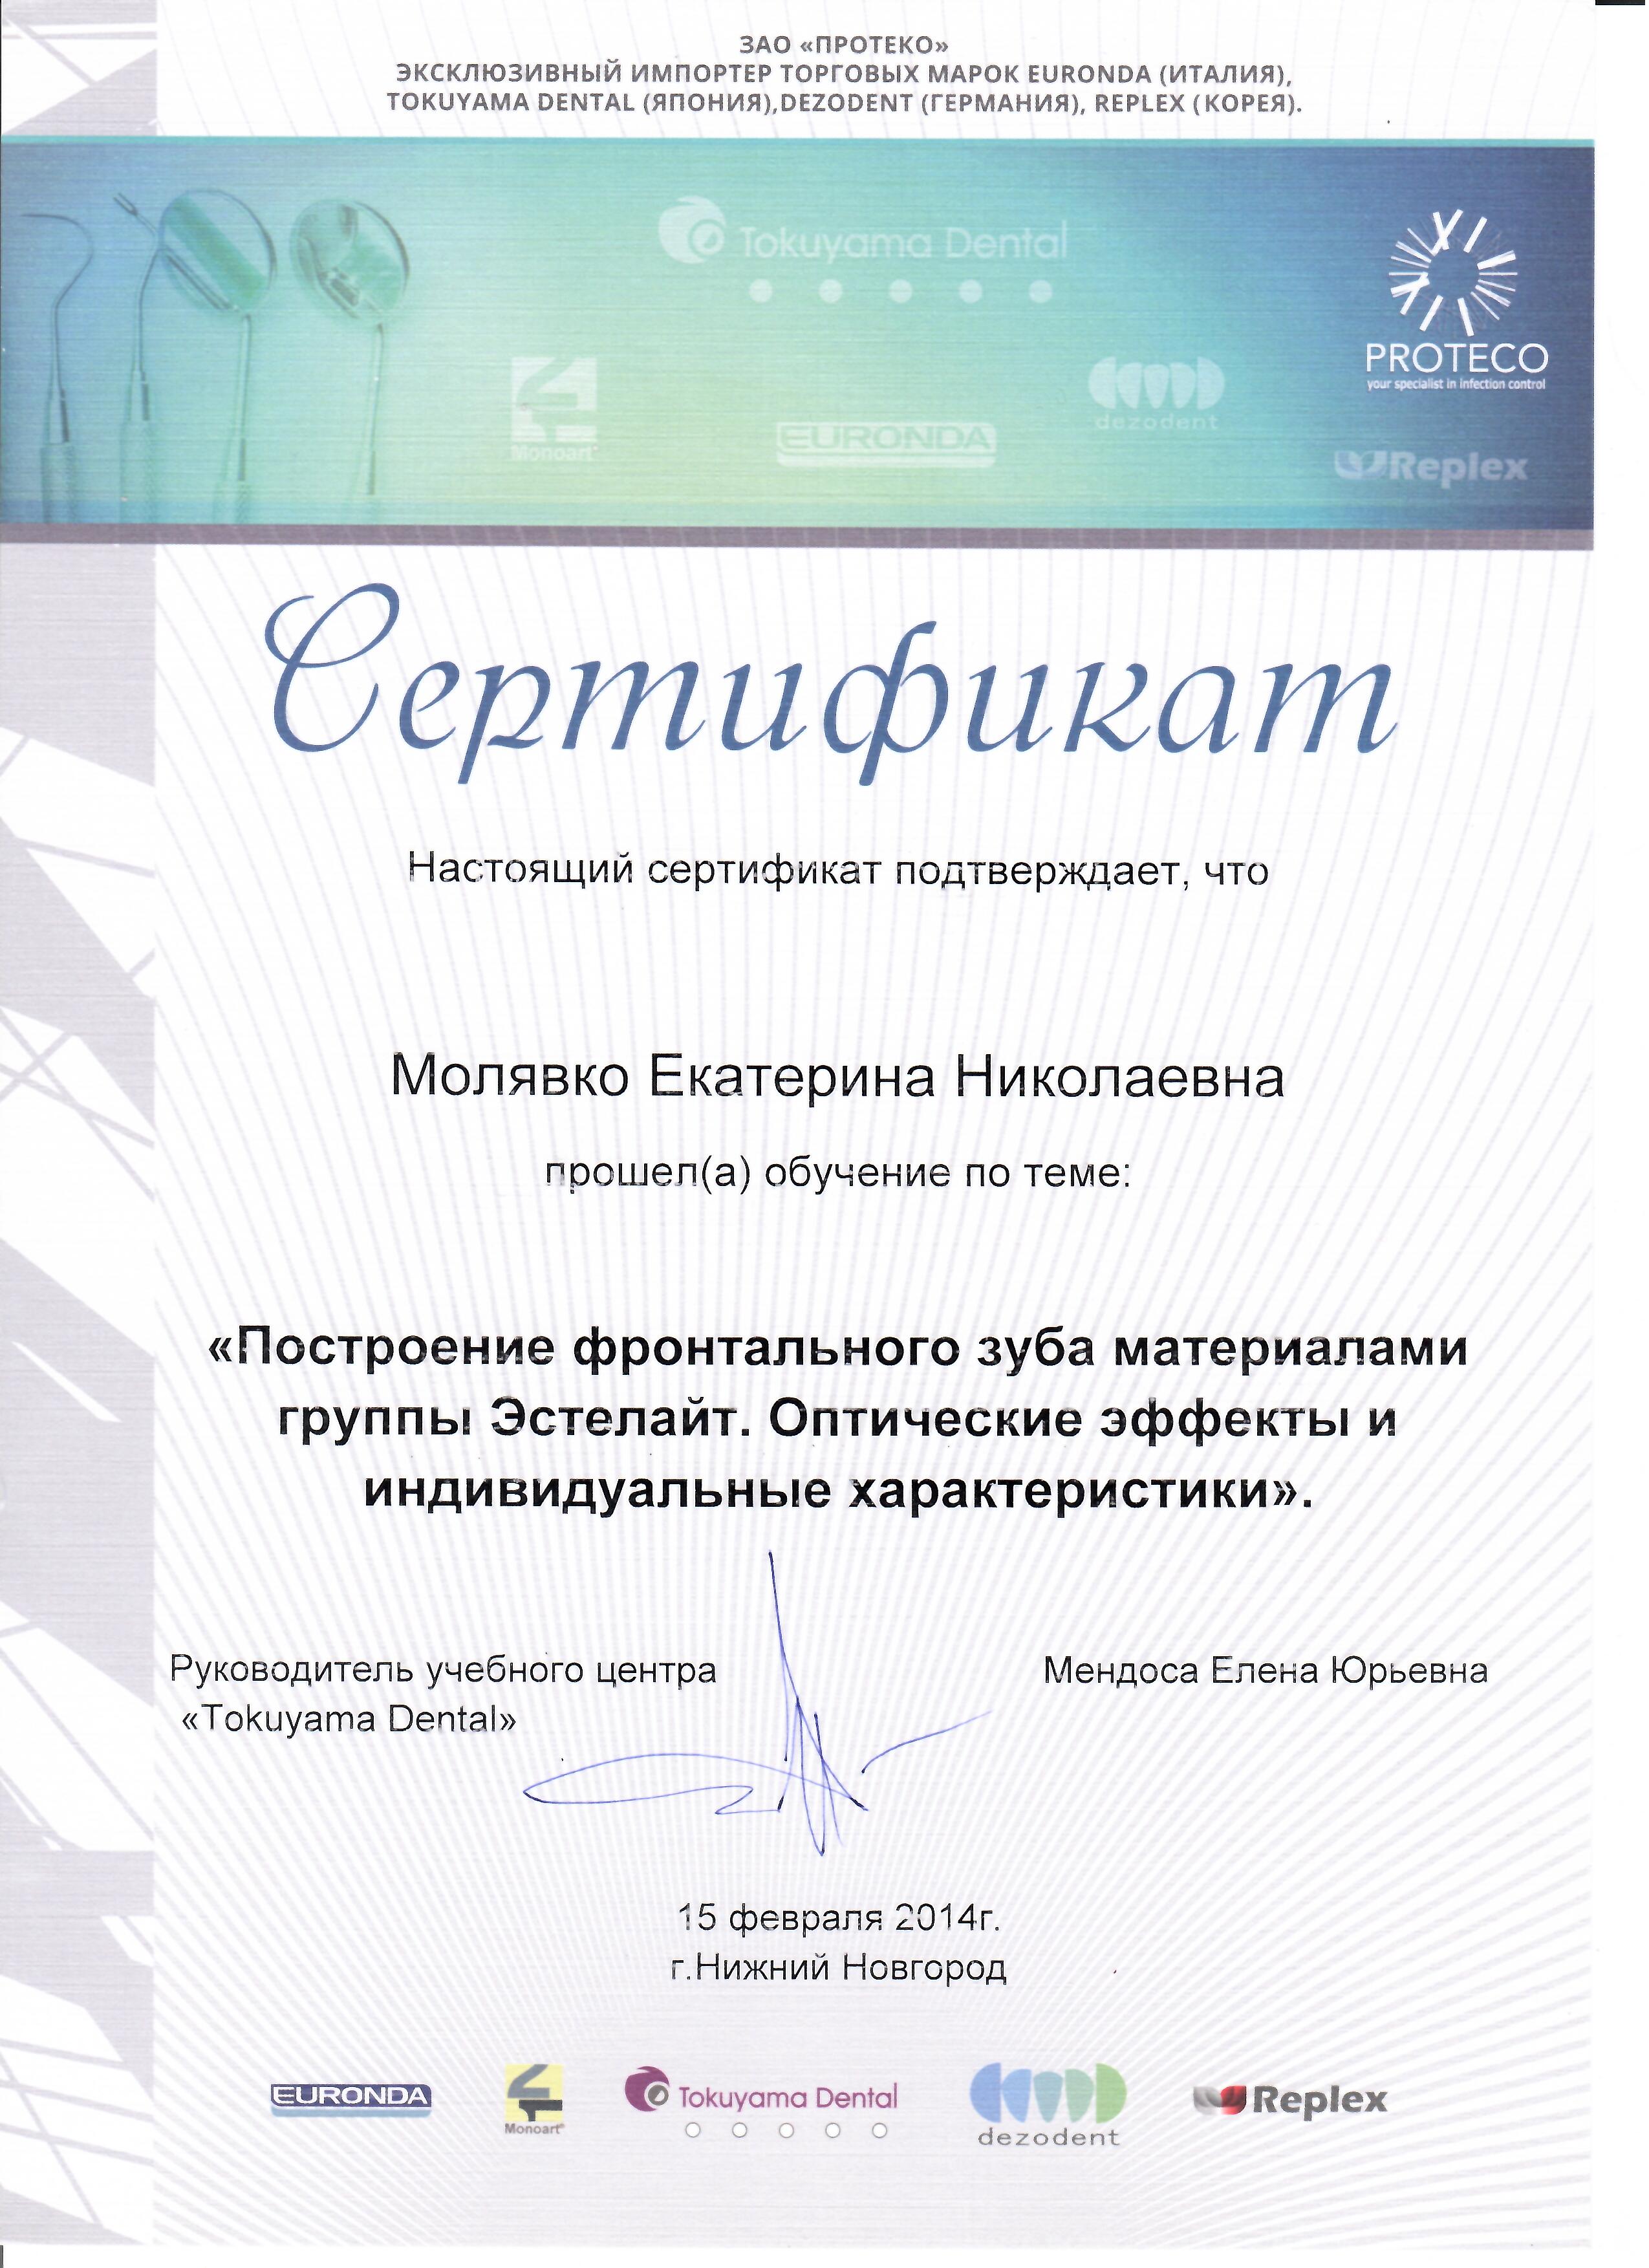 ЗАО «ПРОТЕКО»
ЭКСКЛЮЗИВНЫЙ ИМПОРТЕР ТОРГОВЫХ МАРОК EURONDA (ИТАЛИЯ),
TOKUYAMA DENTAL (ЯПОНИЯ),DEZODENT (ГЕРМАНИЯ), REPLEX (КОРЕЯ).
Tokuyama Dental
PROTECO
your specialist in infection control
Monoart
EURONDA
dezodent
Replex
Сертификат
Настоящий сертификат подтверждает, что
Молявко Екатерина Николаевна
прошел(а) обучение по теме:
«Построение фронтального зуба материалами
группы Эстелайт. Оптические эффекты и
индивидуальные характеристики».
Руководитель учебного центра
«Tokuyama Dental»
Мендоса Елена Юрьевна
15 февраля 2014г.
г.Нижний Новгород
EURONDA
Monoart®
Tokuyama Dental
dezodent
Replex